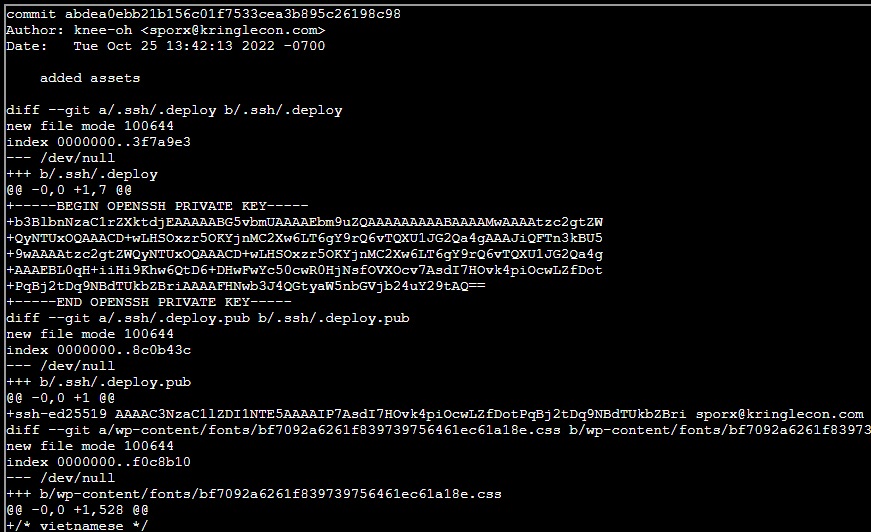 commit abdea0ebb21b156c01f7533cea3b895c26198c98
Author: knee-oh <sporx@kringlecon.com>
Date:   Tue Oct 25 13:42:13 2022 -0700
    added assets
diff --git a/.ssh/.deploy b/.ssh/.deploy
new file mode 100644
index 0000000..3f7a9e3
--- /dev/null
+++ b/.ssh/.deploy
@@ -0,0 +1,7 @@
+-----BEGIN OPENSSH PRIVATE KEY-----
+b3BlbnNzaC1rZXktdjEAAAAABG5vbmUAAAAEbm9uZQAAAAAAAAABAAAAMwAAAAtzc2gtZW
+QyNTUxOQAAACD+wLHSOxzr5OKYjnMC2Xw6LT6gY9rQ6vTQXU1JG2Qa4gAAAJiQFTn3kBU5
+9wAAAAtzc2gtZWQyNTUxOQAAACD+wLHSOxzr5OKYjnMC2Xw6LT6gY9rQ6vTQXU1JG2Qa4g
+AAAEBL0qH+iiHi9Khw6QtD6+DHwFwYc50cwR0HjNsfOVXOcv7AsdI7HOvk4piOcwLZfDot
+PqBj2tDq9NBdTUkbZBriAAAAFHNwb3J4QGtyaW5nbGVjb24uY29tAQ==
+-----END OPENSSH PRIVATE KEY-----
diff --git a/.ssh/.deploy.pub b/.ssh/.deploy.pub
new file mode 100644
index 0000000..8c0b43c
--- /dev/null
+++ b/.ssh/.deploy.pub
@@ -0,0 +1 @@
+ssh-ed25519 AAAAC3NzaC1lZDI1NTE5AAAAIP7AsdI7HOvk4piOcwLZfDotPqBj2tDq9NBdTUkbZBri sporx@kringlecon.com
diff --git a/wp-content/fonts/bf7092a6261f839739756461ec61a18e.css b/wp-content/fonts/bf7092a6261f83973
new file mode 100644
index 0000000..f0c8b10
--- /dev/null
+++ b/wp-content/fonts/bf7092a6261f839739756461ec61a18e.css
@@ -0,0 +1,528 @@
+/* vietnamese */